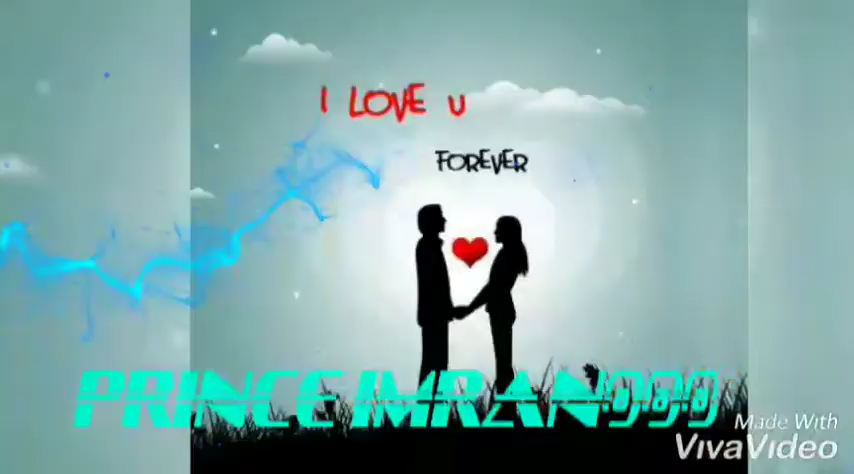 I LOVE U
FOREVER
PRINCE IMRAN
Made With
VivaVideo